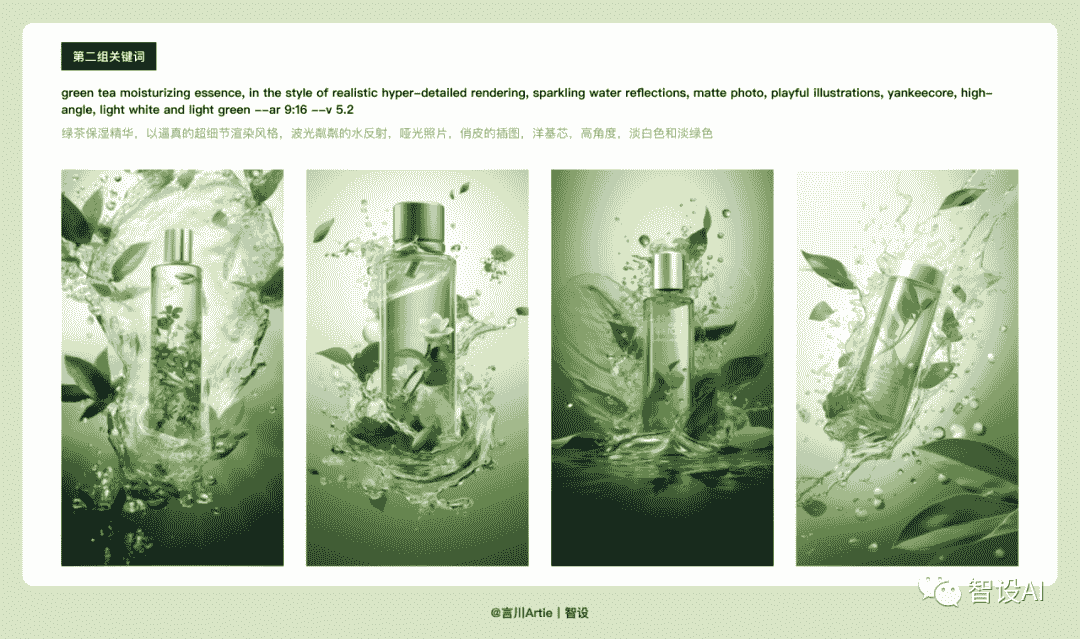 第二组关键词
green tea moisturizing essence, in the style of realistic hyper-detailed rendering, sparkling water reflections, matte photo, playful illustrations, yankeecore, high-
angle, light white and light green --ar 9:16 --v 5.2
绿茶保湿精华，以逼真的超细节渲染风格，波光粼粼的水反射，哑光照片，俏皮的插图，洋基芯，高角度，淡白色和淡绿色
智设AI
@言川Artie | 智设